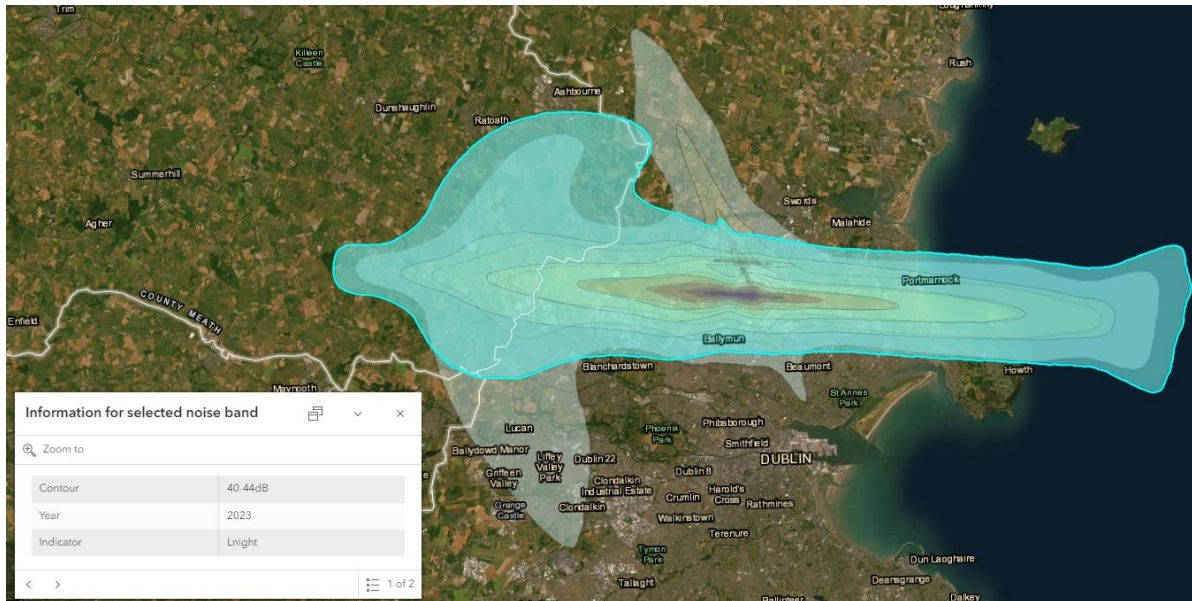 Trim
Killeen
Castle
Ashbourne
Rush
Dunshaughlin
Ratoath
Summerhill
Swords
Agher
Malahide
Portmarnock
COUNTY MEATH
Enfield
Ballymun
Blanchardstown
Beaumont
Howth
Maynooth
St Annes
Park
Lucan
Phibsborough
Phoenix
Park
Smithfield
Ballydowd Manor
Liffey
Valley
Park
Dublin 22
DUBLIN
Griffeen
Valley
Clondalkin
Industrial Estate
Dublin 8
Harold's
Cross
Crumlin
Rathmines
Grange
Castle
Clondalkin
Walkinstown
Terenure
Tymon
Park
Dun Laoghaire
Tallaght
Deansgrange
Dalkey
Information for selected noise band
Zoom to
Contour 40-44dB
Year 2023
Indicator Lnight
1 of 2